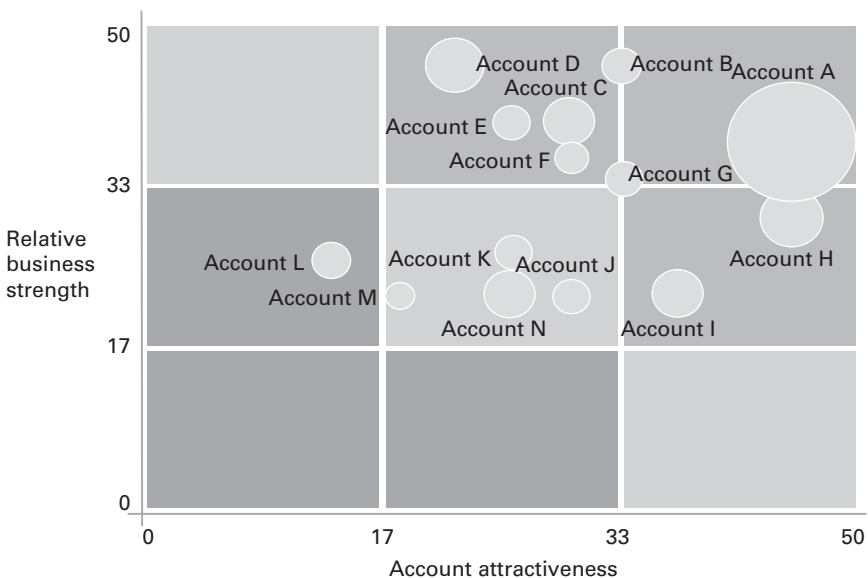 50
Account D
Account B
Account A
Account C
Account E
Account F
Account G
33
Relative
business
strength
Account L
Account K
Account J
Account H
Account M
Account N
Account I
17
0
0
17
33
50
Account attractiveness